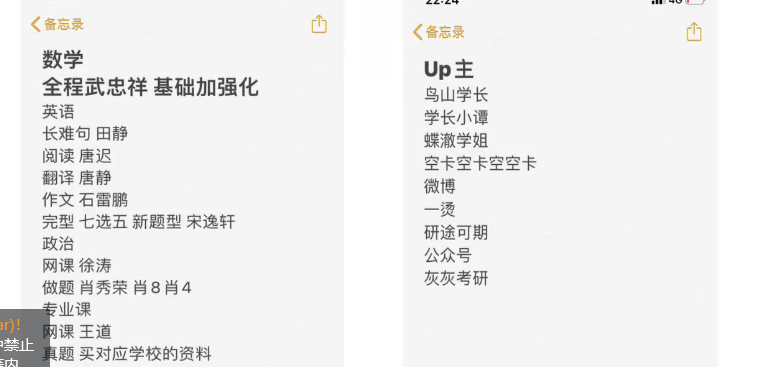 备忘录
数学
全程武忠祥 基础加强化
英语
长难句 田静
阅读 唐迟
翻译 唐静
作文 石雷鹏
完型 七选五 新题型 宋逸轩
政治
网课 徐涛
做题 肖秀荣 肖8肖4
专业课
网课 王道
真题 买对应学校的资料
ar)！
禁止
22:24
4G
备忘录
Up主
鸟山学长
学长小谭
蝶澈学姐
空卡空卡空空卡
微博
一烫
研途可期
公众号
灰灰考研